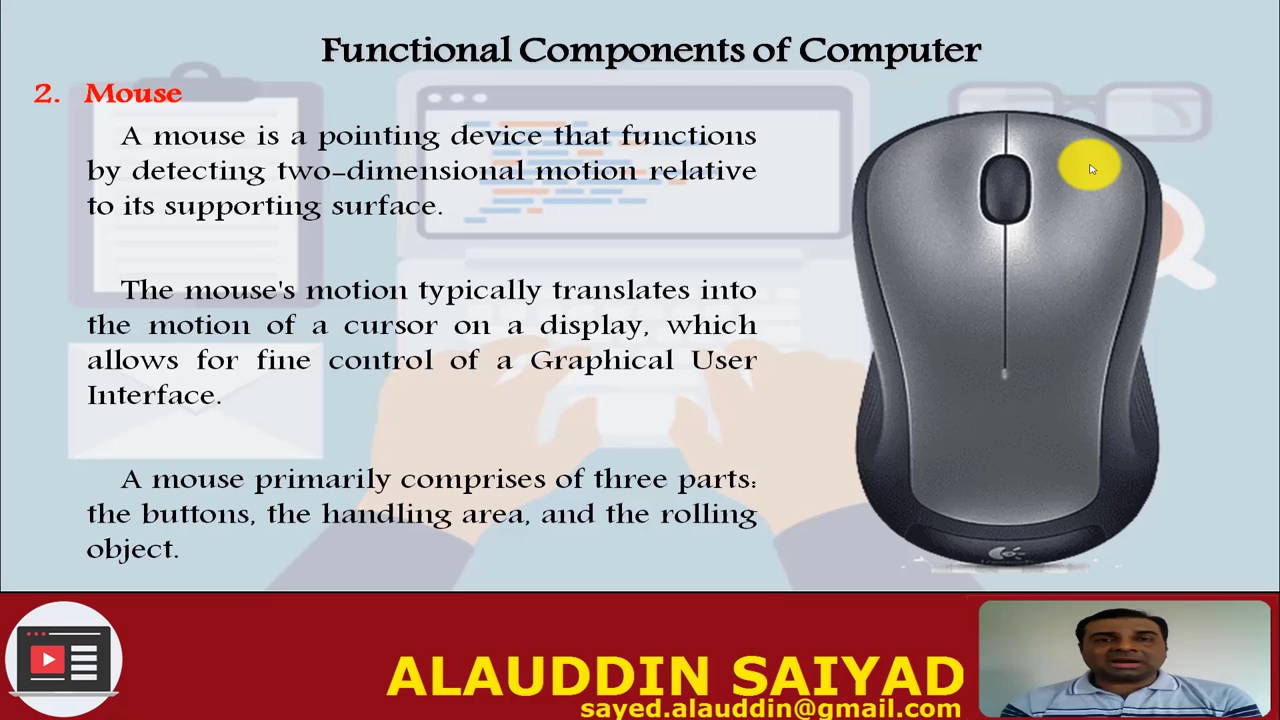 Functional Components of Computer
2. Mouse
A mouse is a pointing device that functions
by detecting two-dimensional motion relative
to its supporting surface.
The mouse's motion typically translates into
the motion of a cursor on a display, which
allows for fine control of a Graphical User
Interface.
A mouse primarily comprises of three parts:
the buttons, the handling area, and the rolling
object.
ALAUDDIN SAIYAD
sayed.alauddin@gmail.com